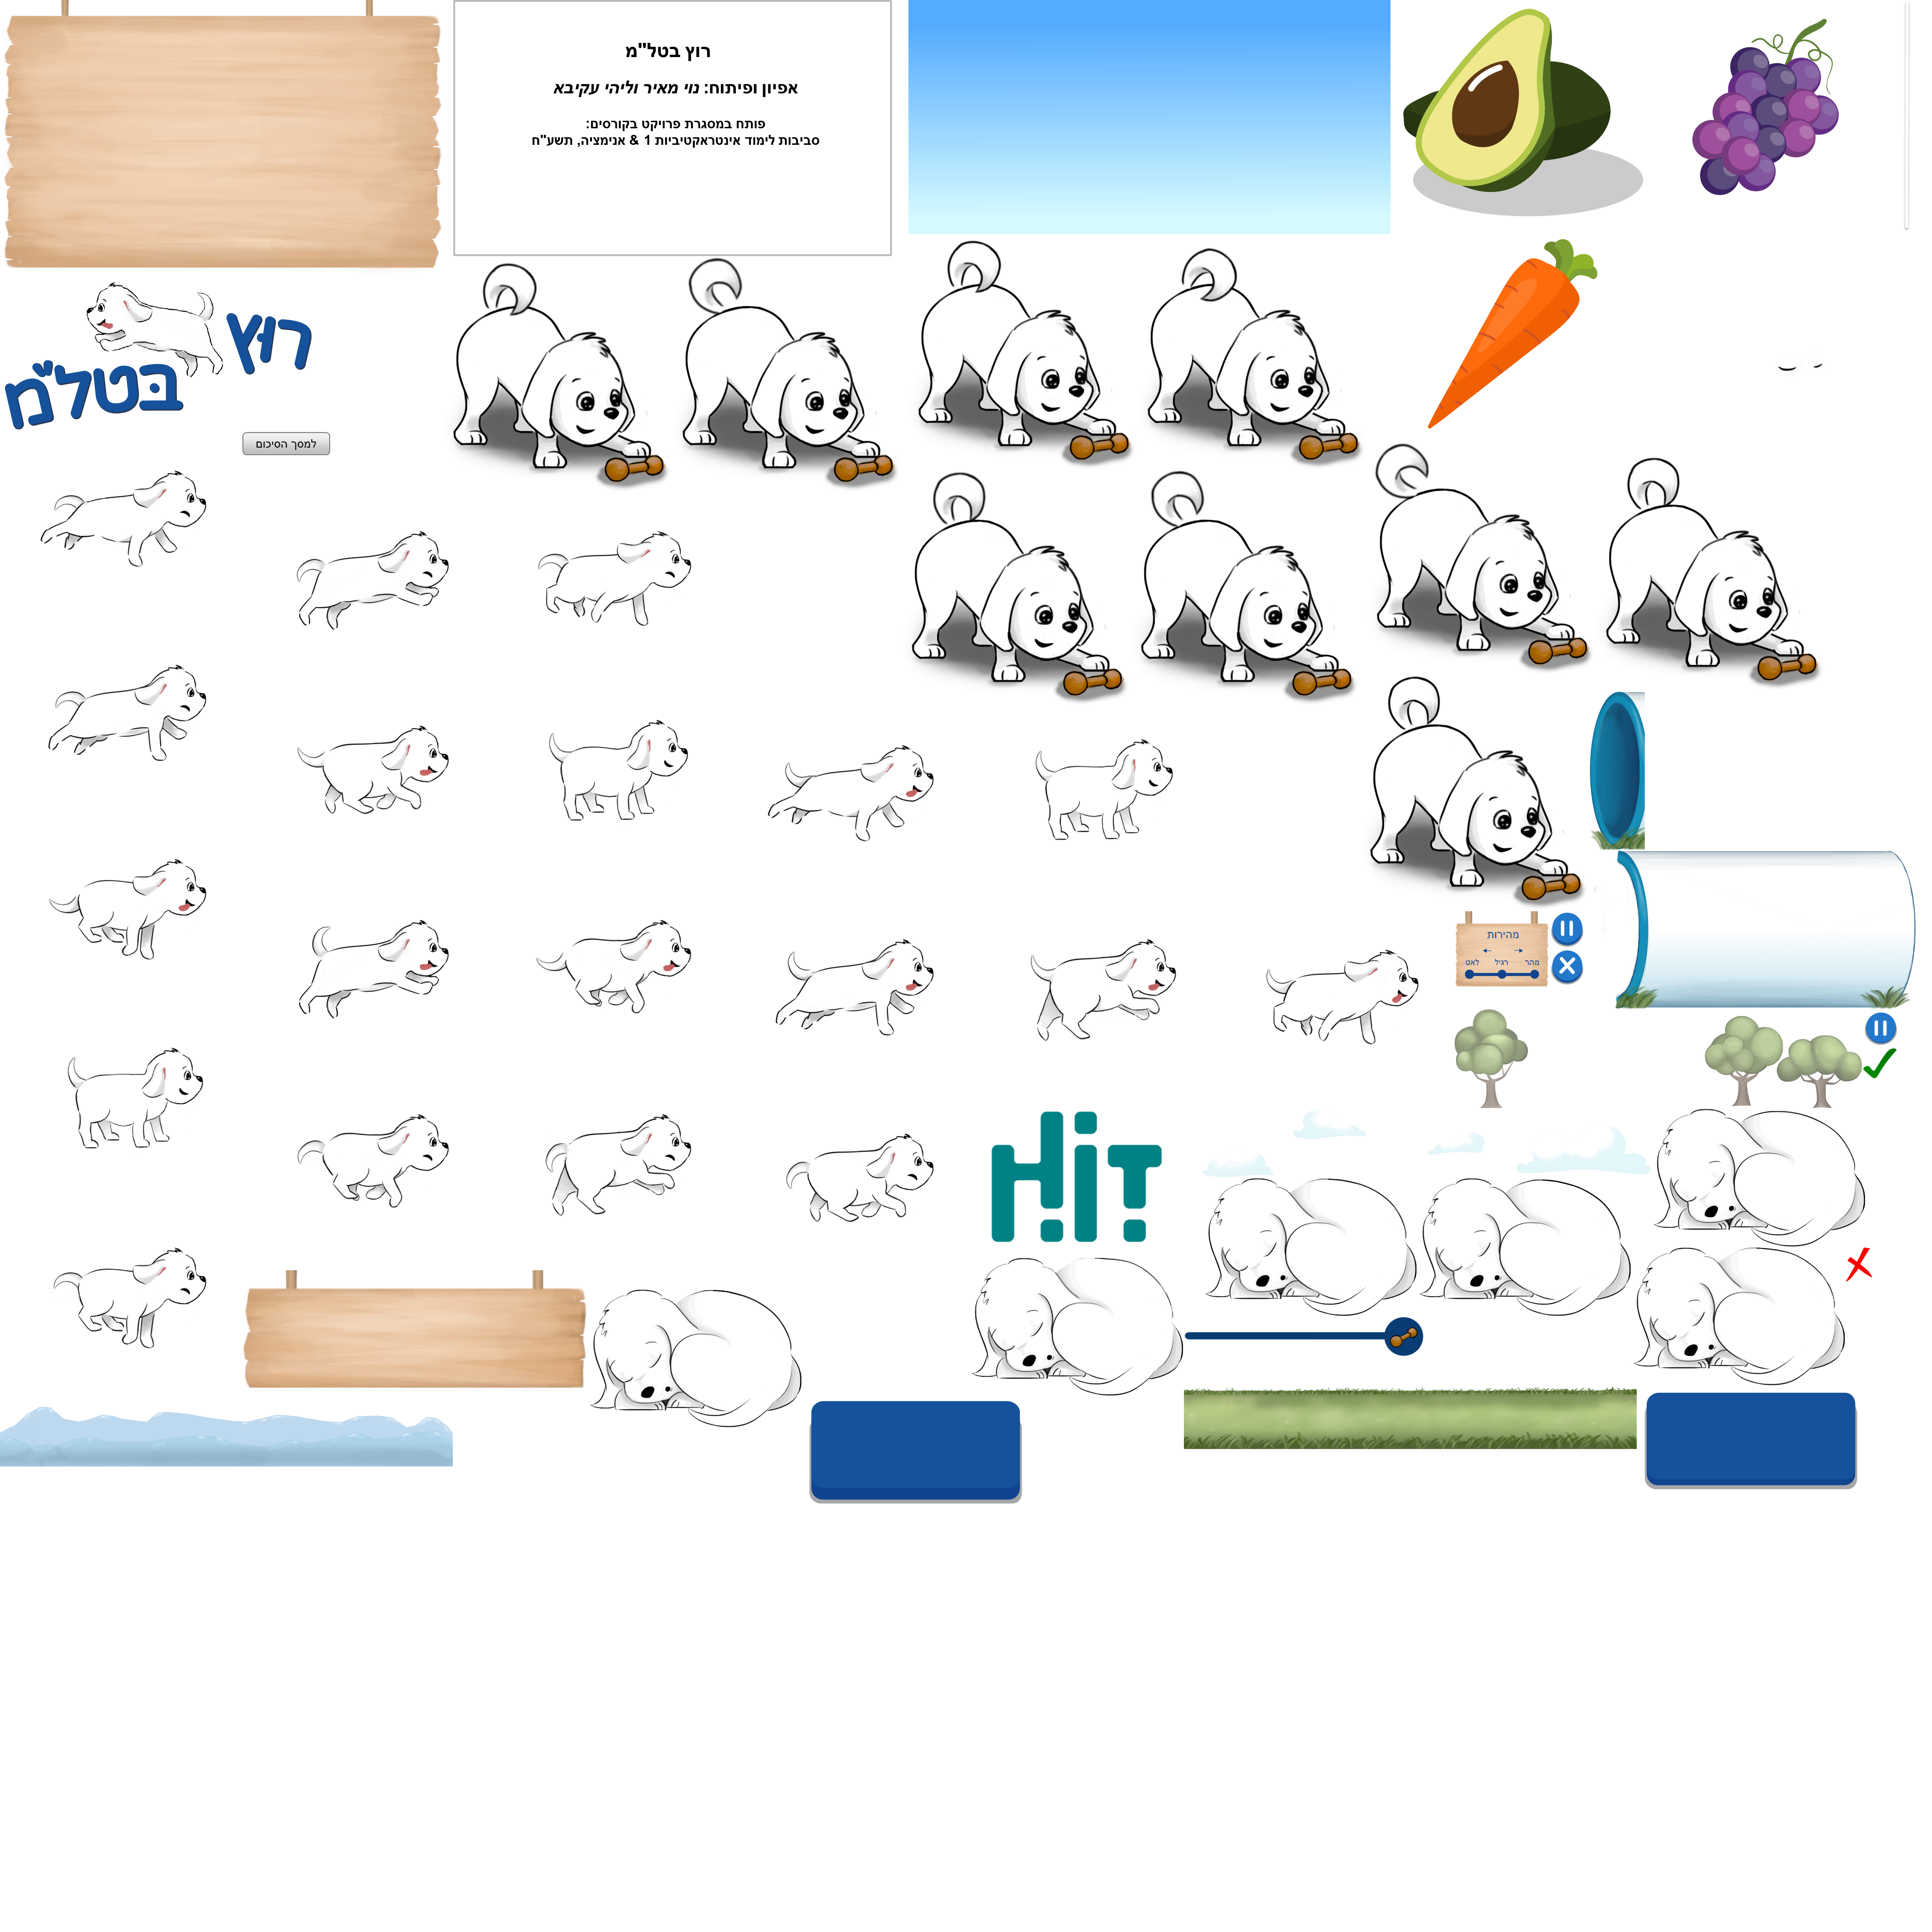 רוץ בטל"מ
אפיון ופיתוח: נוי מאיר וליהי עקיבא
פותח במסגרת פרויקט בקורסים:
סביבות לימוד אינטראקטיביות 1 & אנימציה, תשע"ח
רוּץ
בטל"מ
למסך הסיכום
מהירות
מהר רגיל לאט
HiT